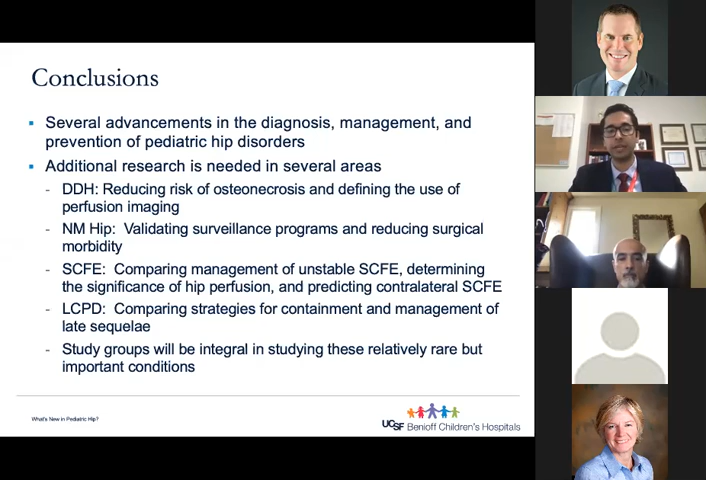 Conclusions
Several advancements in the diagnosis, management, and
prevention of pediatric hip disorders
Additional research is needed in several areas
- DDH: Reducing risk of osteonecrosis and defining the use of
perfusion imaging
- NM Hip: Validating surveillance programs and reducing surgical
morbidity
- SCFE: Comparing management of unstable SCFE, determining
the significance of hip perfusion, and predicting contralateral SCFE
- LCPD: Comparing strategies for containment and management of
late sequelae
- Study groups will be integral in studying these relatively rare but
important conditions
What's New in Pediatric Hip?
UCSF Benioff Children's Hospitals